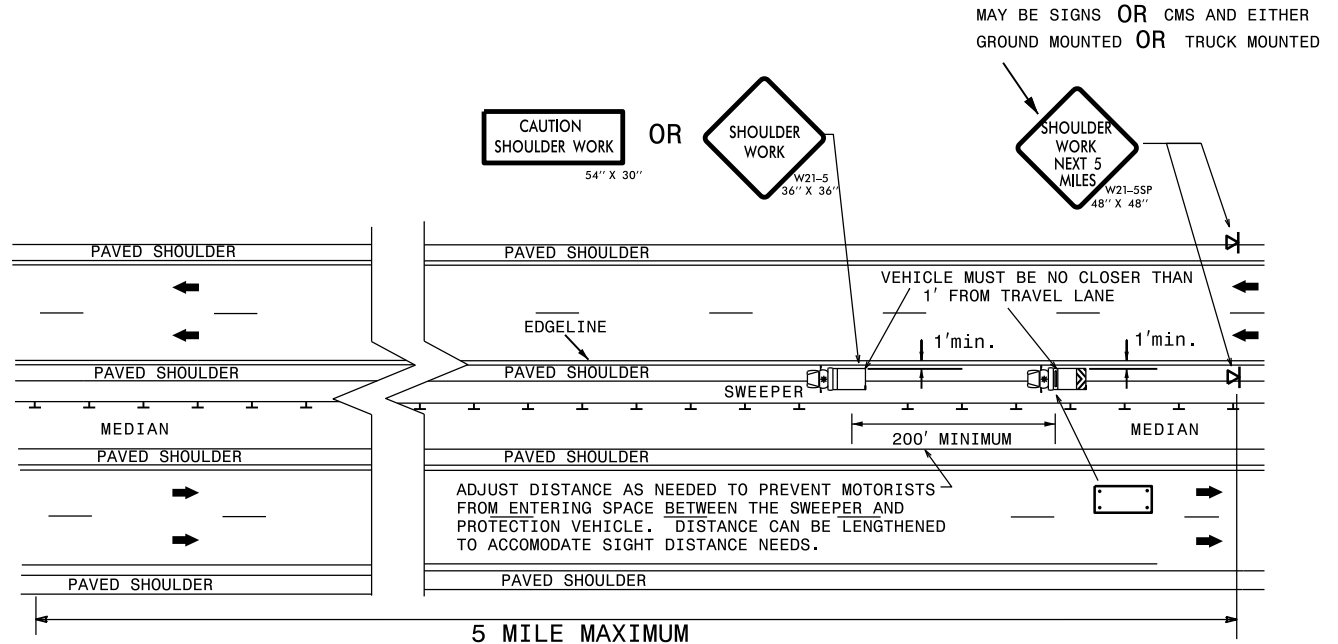 MAY BE SIGNS OR CMS AND EITHER
GROUND MOUNTED OR TRUCK MOUNTED
CAUTION
SHOULDER WORK
54" X 30"
OR
SHOULDER
WORK
W21-5
36" X 36"
SHOULDER
WORK
NEXT 5
MILES
W21-5SP
48" X 48"
PAVED SHOULDER
PAVED SHOULDER
VEHICLE MUST BE NO CLOSER THAN
1' FROM TRAVEL LANE
EDGELINE
1'min.
1'min.
PAVED SHOULDER
PAVED SHOULDER
SWEEPER
MEDIAN
200' MINIMUM
MEDIAN
PAVED SHOULDER
PAVED SHOULDER
ADJUST DISTANCE AS NEEDED TO PREVENT MOTORISTS
FROM ENTERING SPACE BETWEEN THE SWEEPER AND
PROTECTION VEHICLE. DISTANCE CAN BE LENGTHENED
TO ACCOMODATE SIGHT DISTANCE NEEDS.
PAVED SHOULDER
PAVED SHOULDER
5 MILE MAXIMUM